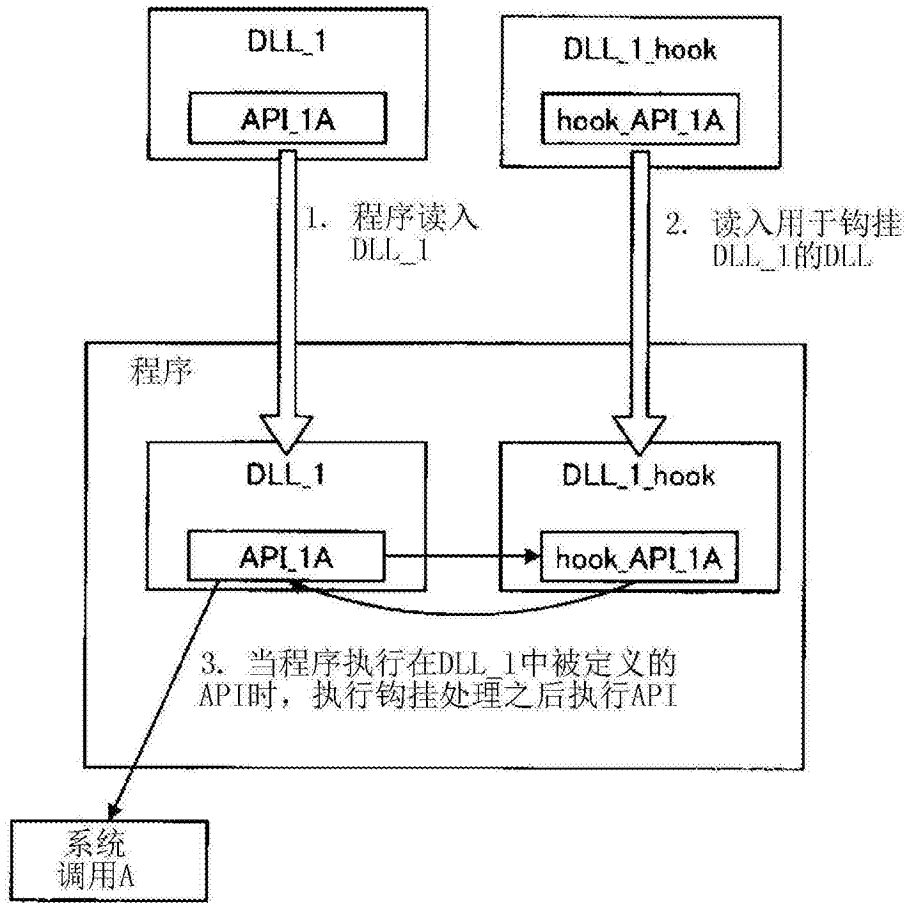 DLL_1
DLL_1_hook
API_1A
hook_API_1A
1. 程序读入
DLL_1
2. 读入用于钩挂
DLL_1的DLL
程序
DLL_1
DLL_1_hook
API_1A
hook_API_1A
3. 当程序执行在DLL_1中被定义的
API时，执行钩挂处理之后执行API
系统
调用A